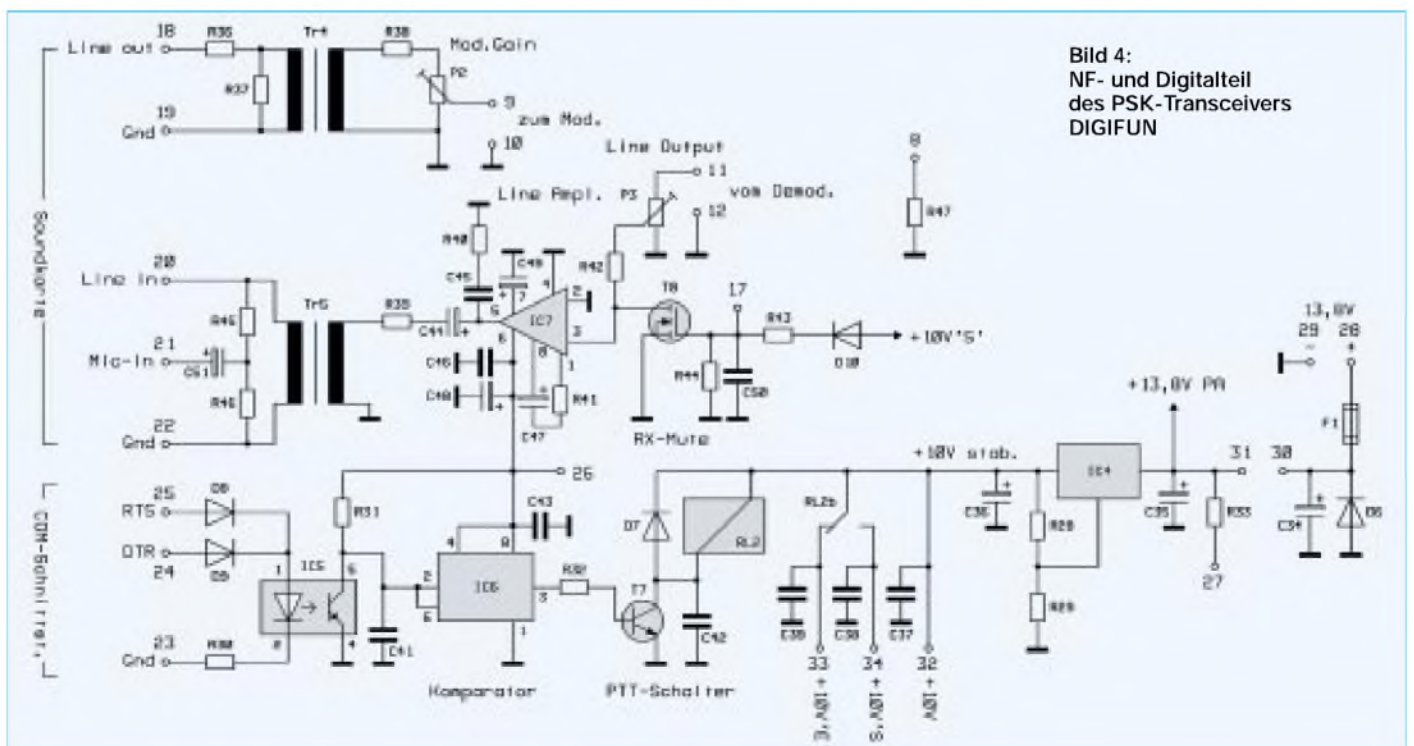 Bild 4:
NF- und Digitalteil
des PSK-Transceivers
DIGIFUN
18
Line out
R36
Tr4
R38
Mod.Gain
P2
R37
9
zum Mod.
10
19
Gnd
Line Output
11
P3
vom Demod.
12
8
R47
Line Ampl.
R40
C45
C49
R42
T8
17
R43
D10
+10V'S'
R44
C50
RX-Mute
Soundkarte
20
Line in
R45
Tr5
R39
C44
5
7
4
2
IC7
3
6
8
1
21
Mic-In
C51
R46
C46
C48
R41
C47
22
Gnd
13,8V
29
28
-
+
F1
+13,8V PA
31
30
IC4
+10V stab.
C36
C35
R33
C34
D6
R28
27
R29
26
25
RTS
D8
R31
DTR
24
D9
IC5
1
5
2
4
23
Gnd
R30
C41
C43
4
8
2
IC6
3
6
1
R32
T7
D7
RL2
C42
RL2b
C39
C38
C37
33
34
32
+10V'E'
+10V'S'
+10V
Komparator
PTT-Schalter